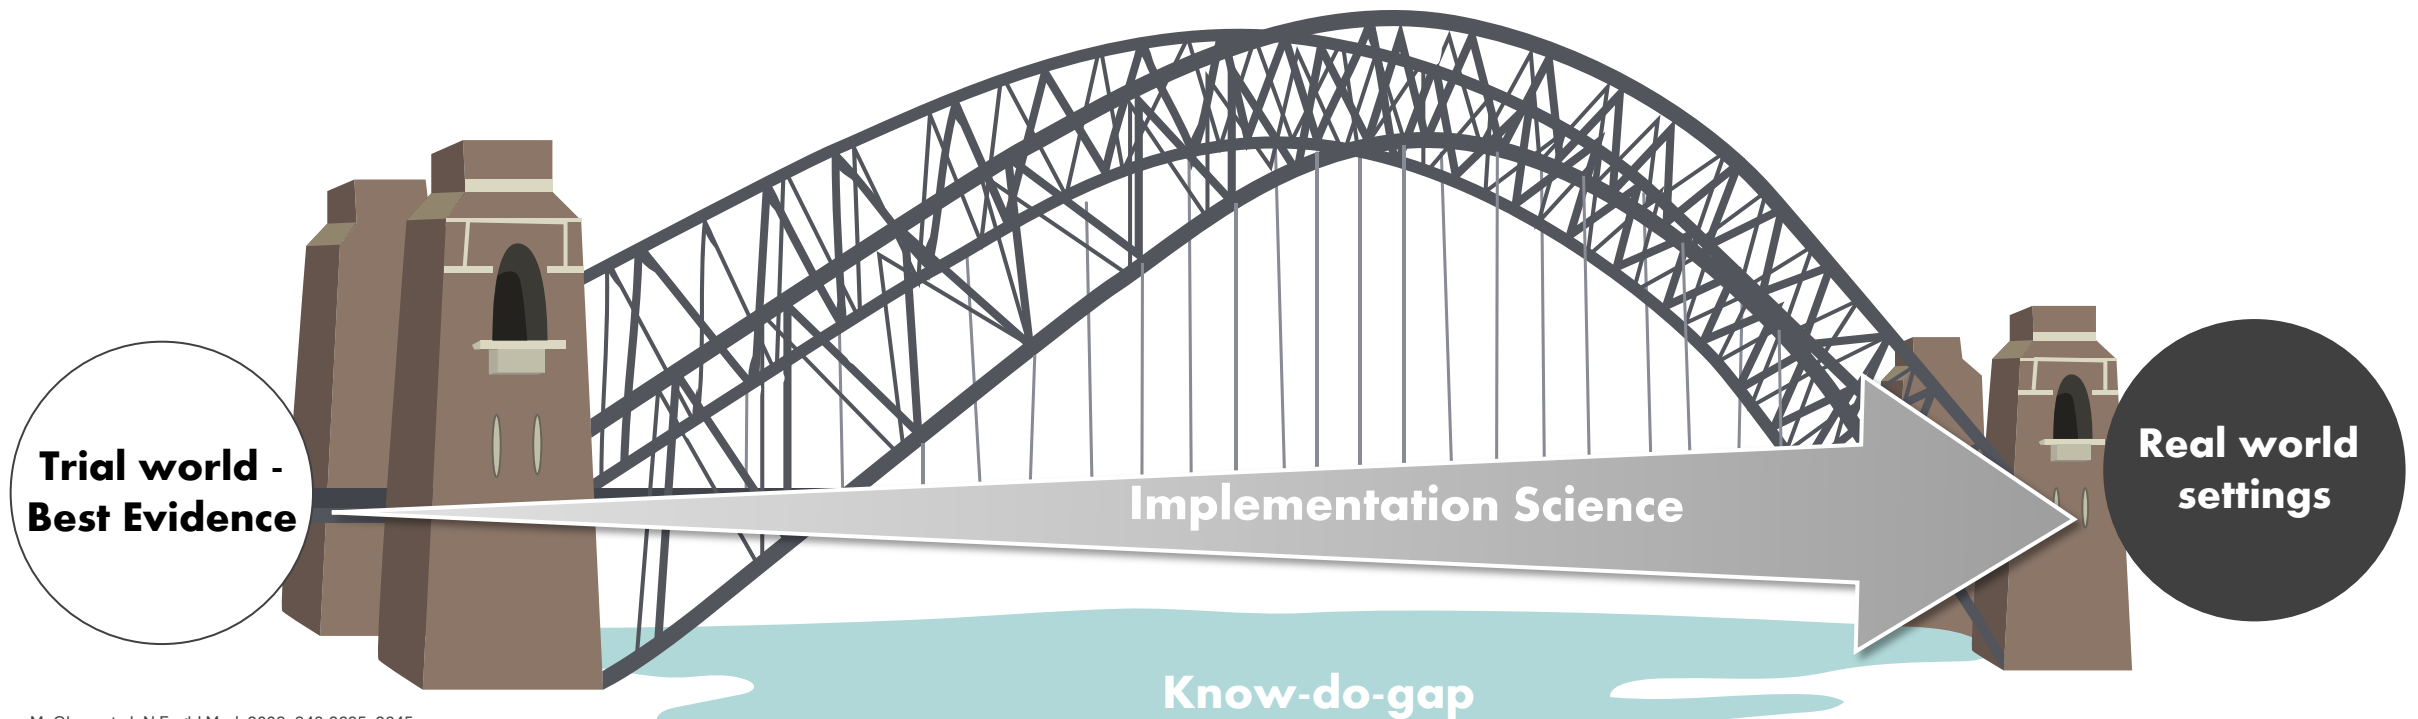 Trial world -
Best Evidence
Implementation Science
Real world
settings
Know-do-gap